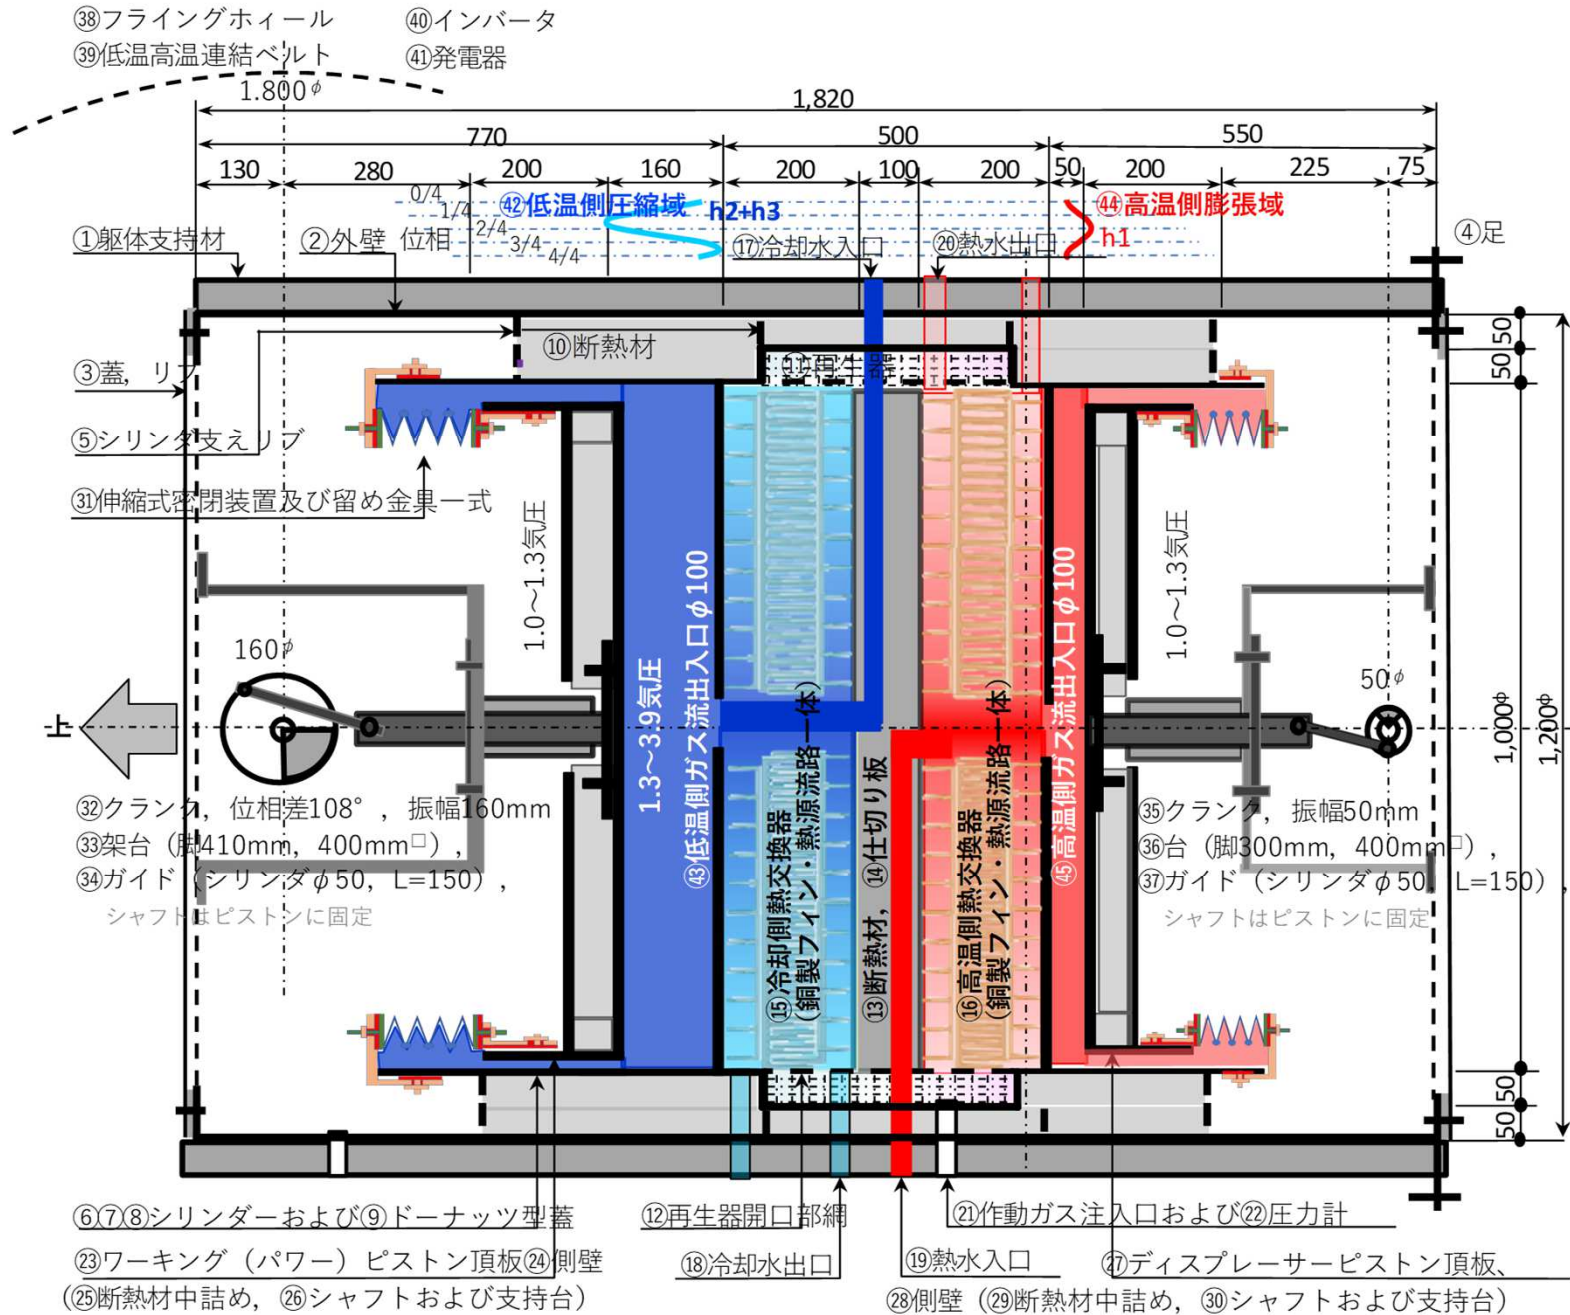 ㊳フライングホィール
㊵インバータ
㊴低温高温連結ベルト
㊶発電器
1.800φ
1,820
770
500
550
130
280
200
160
200
100
200
50
200
225
75
0/4
1/4
2/4
3/4
4/4
㊷低温側圧縮域
h2+h3
㊹高温側膨張域
h1
①躯体支持材
②外壁
位相
⑰冷却水入口
⑳熱水出口
④足
⑩断熱材
⑪再生器
50
50
③蓋，リブ
⑤シリンダ支えリブ
㉛伸縮式密閉装置及び留め金具一式
1.0～1.3気圧
1.3～3.9気圧
㊸低温側ガス流出入口φ100
⑮冷却側熱交換器
(銅製フィン・熱源流路一体)
⑬断熱材，⑭仕切り板
⑯高温側熱交換器
(銅製フィン・熱源流路一体)
㊺高温側ガス流出入口φ100
1.0～1.3気圧
160φ
50φ
上
1,000φ
1,200φ
㉜クランク，位相差108°，振幅160mm
㉝架台（脚410mm，400mm□），
㉞ガイド（シリンダφ50，L=150），
シャフトはピストンに固定
㉟クランク，振幅50mm
㊱台（脚300mm，400mm□），
㊲ガイド（シリンダφ50，L=150），
シャフトはピストンに固定
50
50
⑥⑦⑧シリンダーおよび⑨ドーナッツ型蓋
⑫再生器開口部網
㉑作動ガス注入口および㉒圧力計
㉓ワーキング（パワー）ピストン頂板㉔側壁
(㉕断熱材中詰め，㉖シャフトおよび支持台）
⑱冷却水出口
⑲熱水入口
㉗ディスプレーサーピストン頂板、
㉘側壁（㉙断熱材中詰め，㉚シャフトおよび支持台）